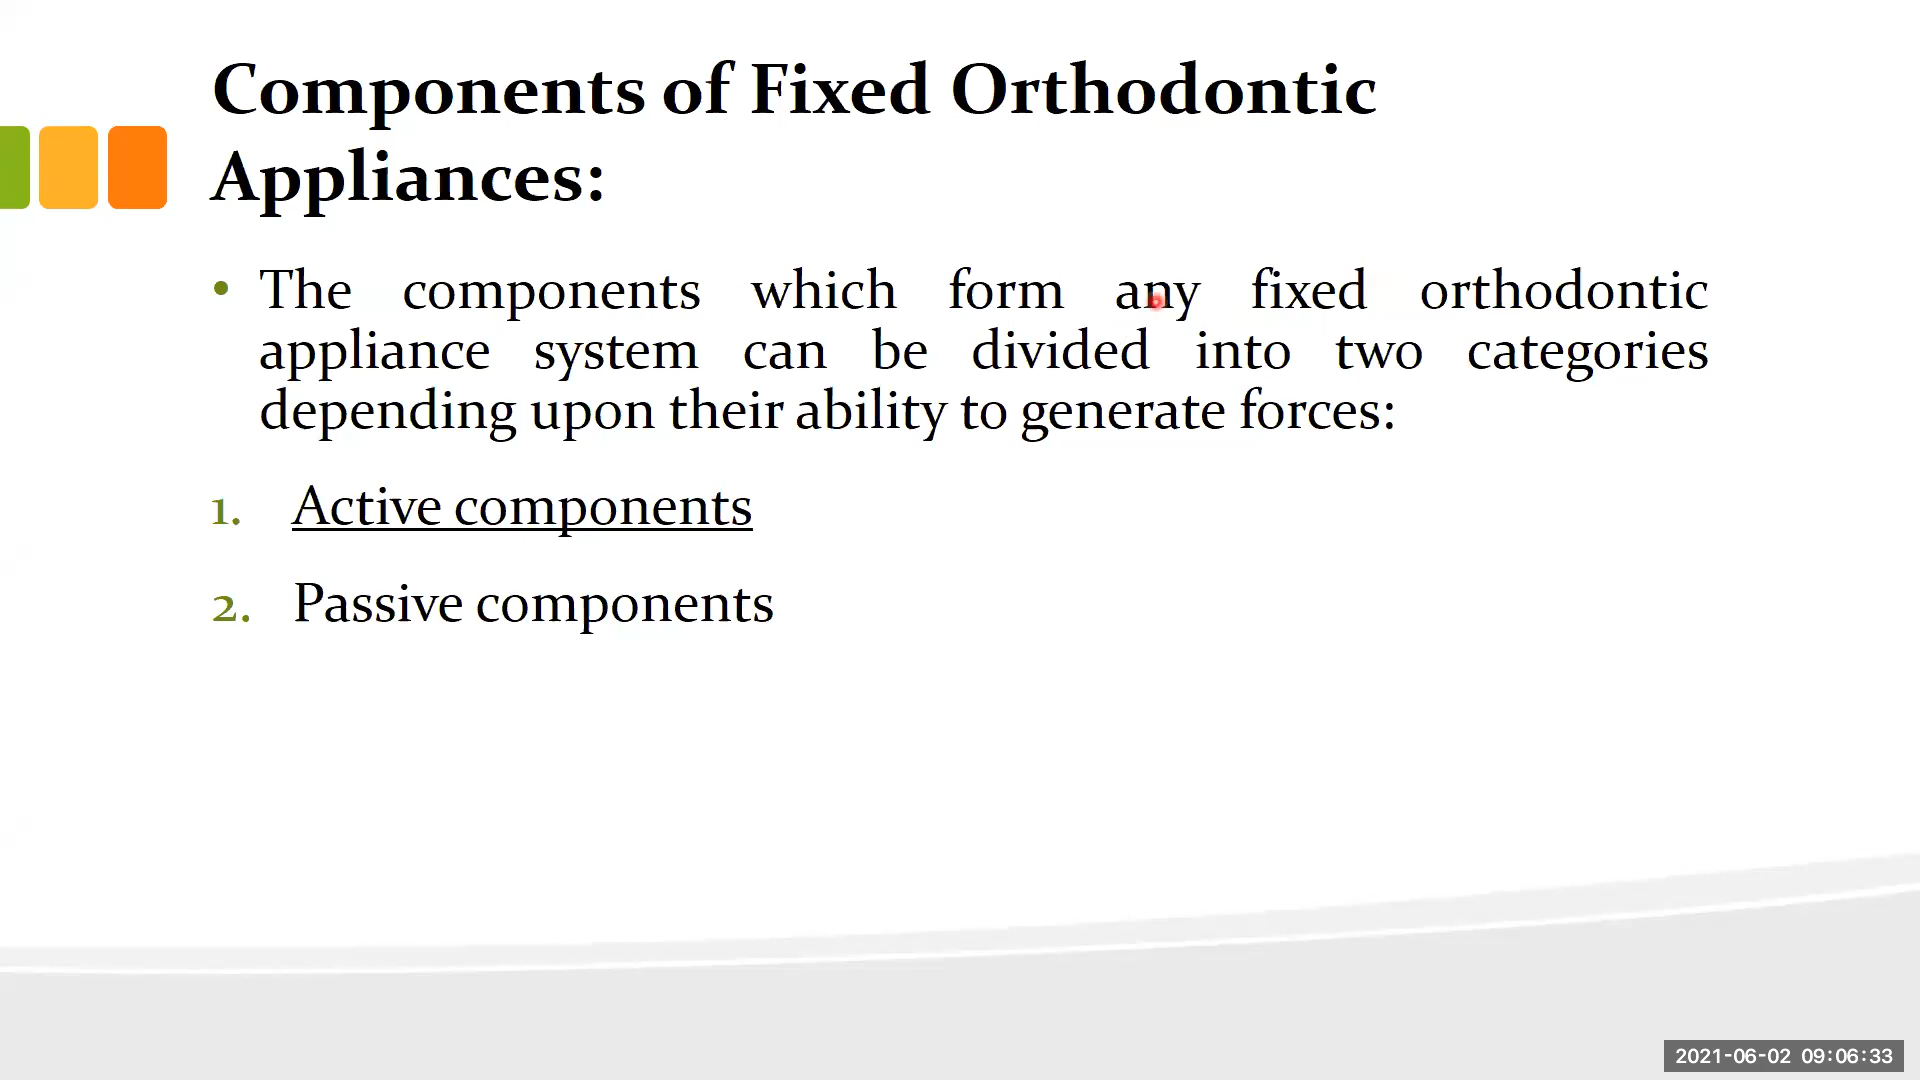 Components of Fixed Orthodontic
Appliances:
• The components which form any fixed orthodontic
appliance system can be divided into two categories
depending upon their ability to generate forces:
1. Active components
2. Passive components
2021-06-02 09:06:33